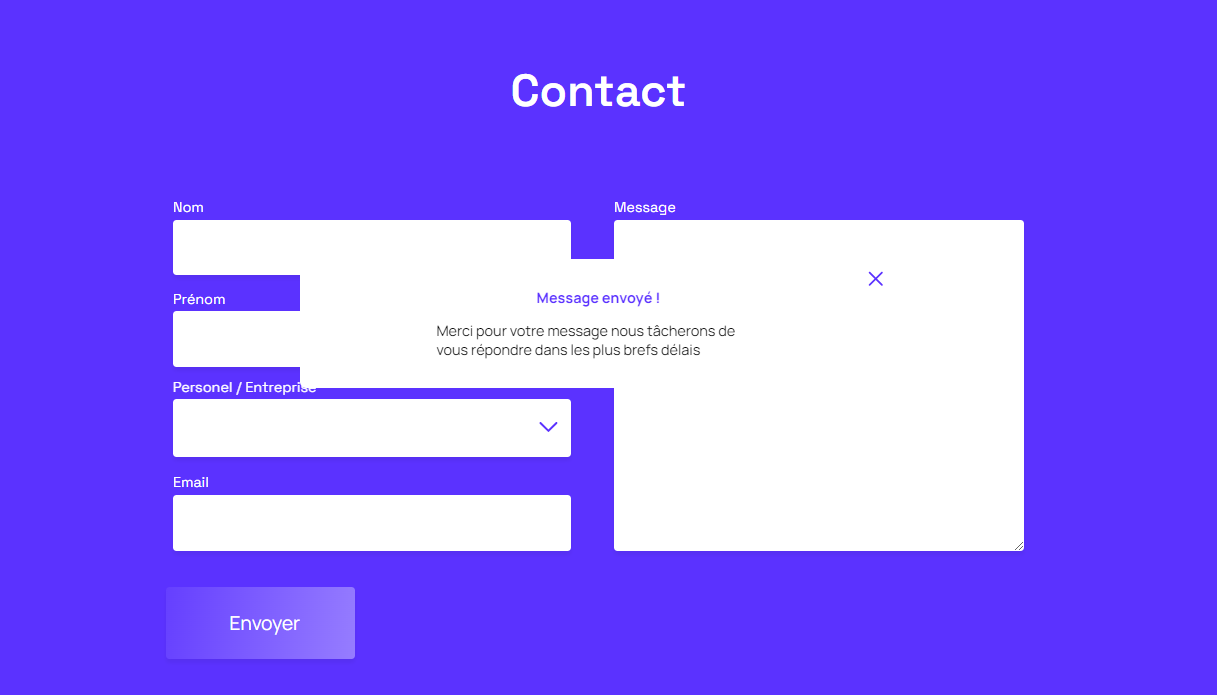 Contact
Nom
Message
Message envoyé !
Prénom
Merci pour votre message nous tâcherons de
vous répondre dans les plus brefs délais
Personel / Entreprise
Email
Envoyer